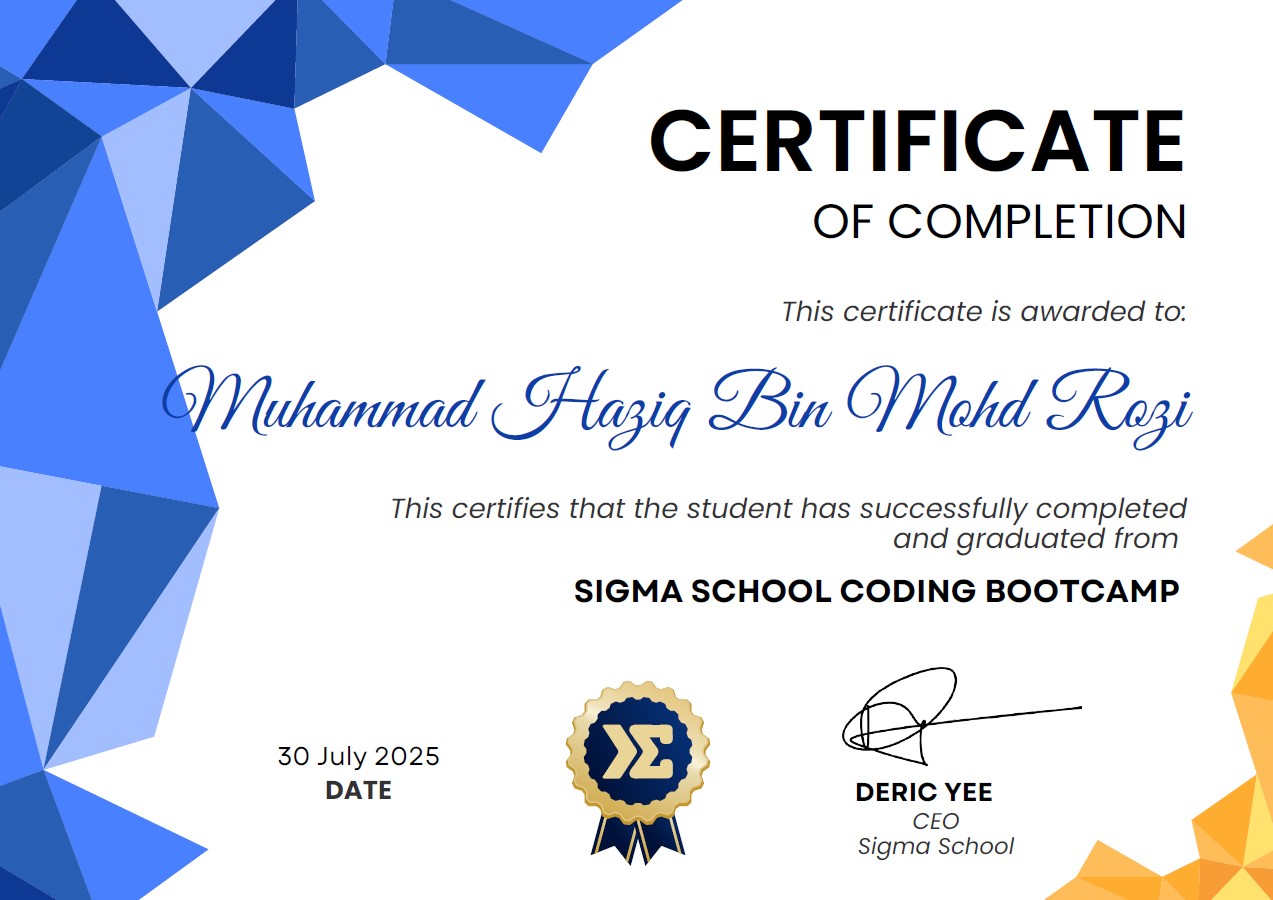 CERTIFICATE
OF COMPLETION
This certificate is awarded to:
Muhammad Haziq Bin Mohd Rozi
This certifies that the student has successfully completed
and graduated from
SIGMA SCHOOL CODING BOOTCAMP
30 July 2025
DATE
DERIC YEE
CEO
Sigma School